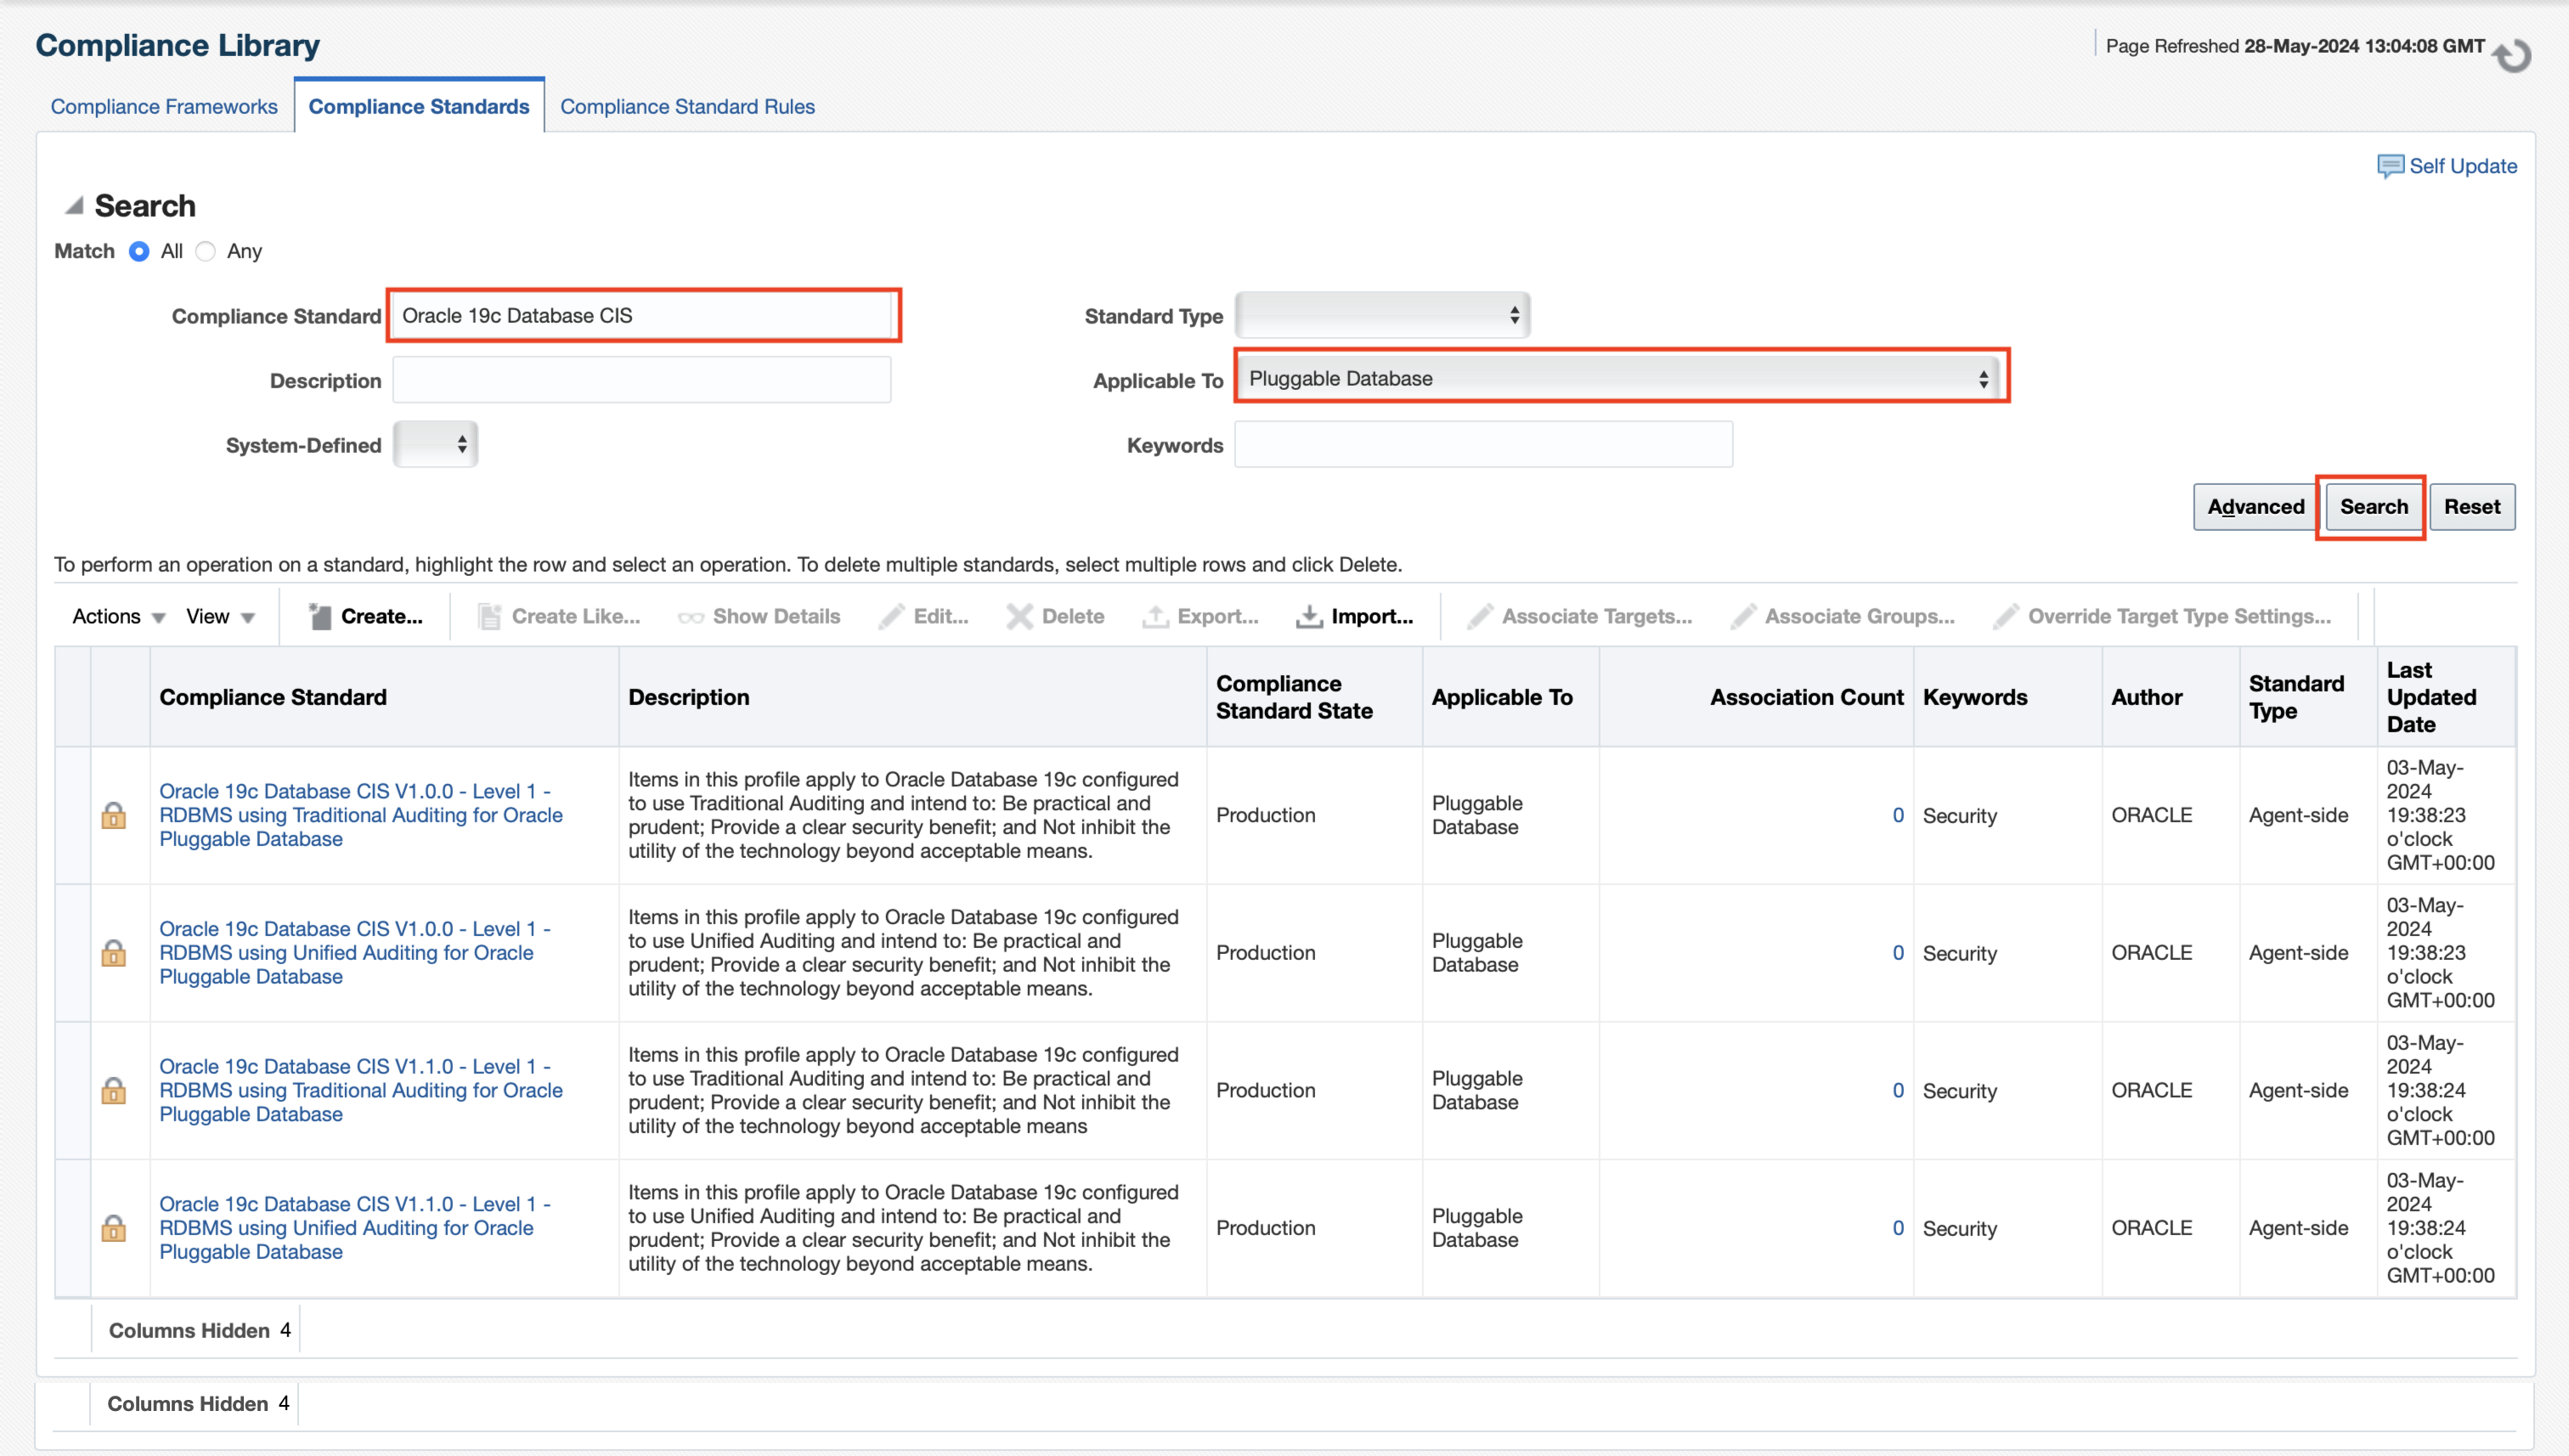 Compliance Library
Page Refreshed 28-May-2024 13:04:08 GMT
Compliance Frameworks
Compliance Standards
Compliance Standard Rules
Self Update
Search
Match All Any
Compliance Standard Oracle 19c Database CIS
Standard Type
Description
Applicable To Pluggable Database
System-Defined
Keywords
Advanced
Search
Reset
To perform an operation on a standard, highlight the row and select an operation. To delete multiple standards, select multiple rows and click Delete.
Actions View Create... Create Like... Show Details Edit... Delete Export... Import... Associate Targets... Associate Groups... Override Target Type Settings...
Compliance Standard
Description
Compliance
Standard State
Applicable To
Association Count
Keywords
Author
Standard
Type
Last
Updated
Date
Oracle 19c Database CIS V1.0.0 - Level 1 -
RDBMS using Traditional Auditing for Oracle
Pluggable Database
Items in this profile apply to Oracle Database 19c configured
to use Traditional Auditing and intend to: Be practical and
prudent; Provide a clear security benefit; and Not inhibit the
utility of the technology beyond acceptable means.
Production
Pluggable
Database
0
Security
ORACLE
Agent-side
03-May-
2024
19:38:23
o'clock
GMT+00:00
Oracle 19c Database CIS V1.0.0 - Level 1 -
RDBMS using Unified Auditing for Oracle
Pluggable Database
Items in this profile apply to Oracle Database 19c configured
to use Unified Auditing and intend to: Be practical and
prudent; Provide a clear security benefit; and Not inhibit the
utility of the technology beyond acceptable means.
Production
Pluggable
Database
0
Security
ORACLE
Agent-side
03-May-
2024
19:38:23
o'clock
GMT+00:00
Oracle 19c Database CIS V1.1.0 - Level 1 -
RDBMS using Traditional Auditing for Oracle
Pluggable Database
Items in this profile apply to Oracle Database 19c configured
to use Traditional Auditing and intend to: Be practical and
prudent; Provide a clear security benefit; and Not inhibit the
utility of the technology beyond acceptable means
Production
Pluggable
Database
0
Security
ORACLE
Agent-side
03-May-
2024
19:38:24
o'clock
GMT+00:00
Oracle 19c Database CIS V1.1.0 - Level 1 -
RDBMS using Unified Auditing for Oracle
Pluggable Database
Items in this profile apply to Oracle Database 19c configured
to use Unified Auditing and intend to: Be practical and
prudent; Provide a clear security benefit; and Not inhibit the
utility of the technology beyond acceptable means.
Production
Pluggable
Database
0
Security
ORACLE
Agent-side
03-May-
2024
19:38:24
o'clock
GMT+00:00
Columns Hidden 4
Columns Hidden 4